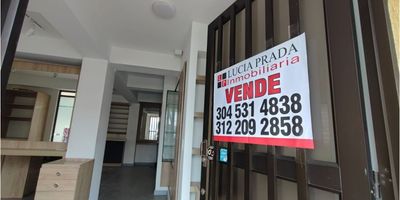 LUCIA PRADA
Inmobiliaria
VENDE
304 531 4838
312 209 2858